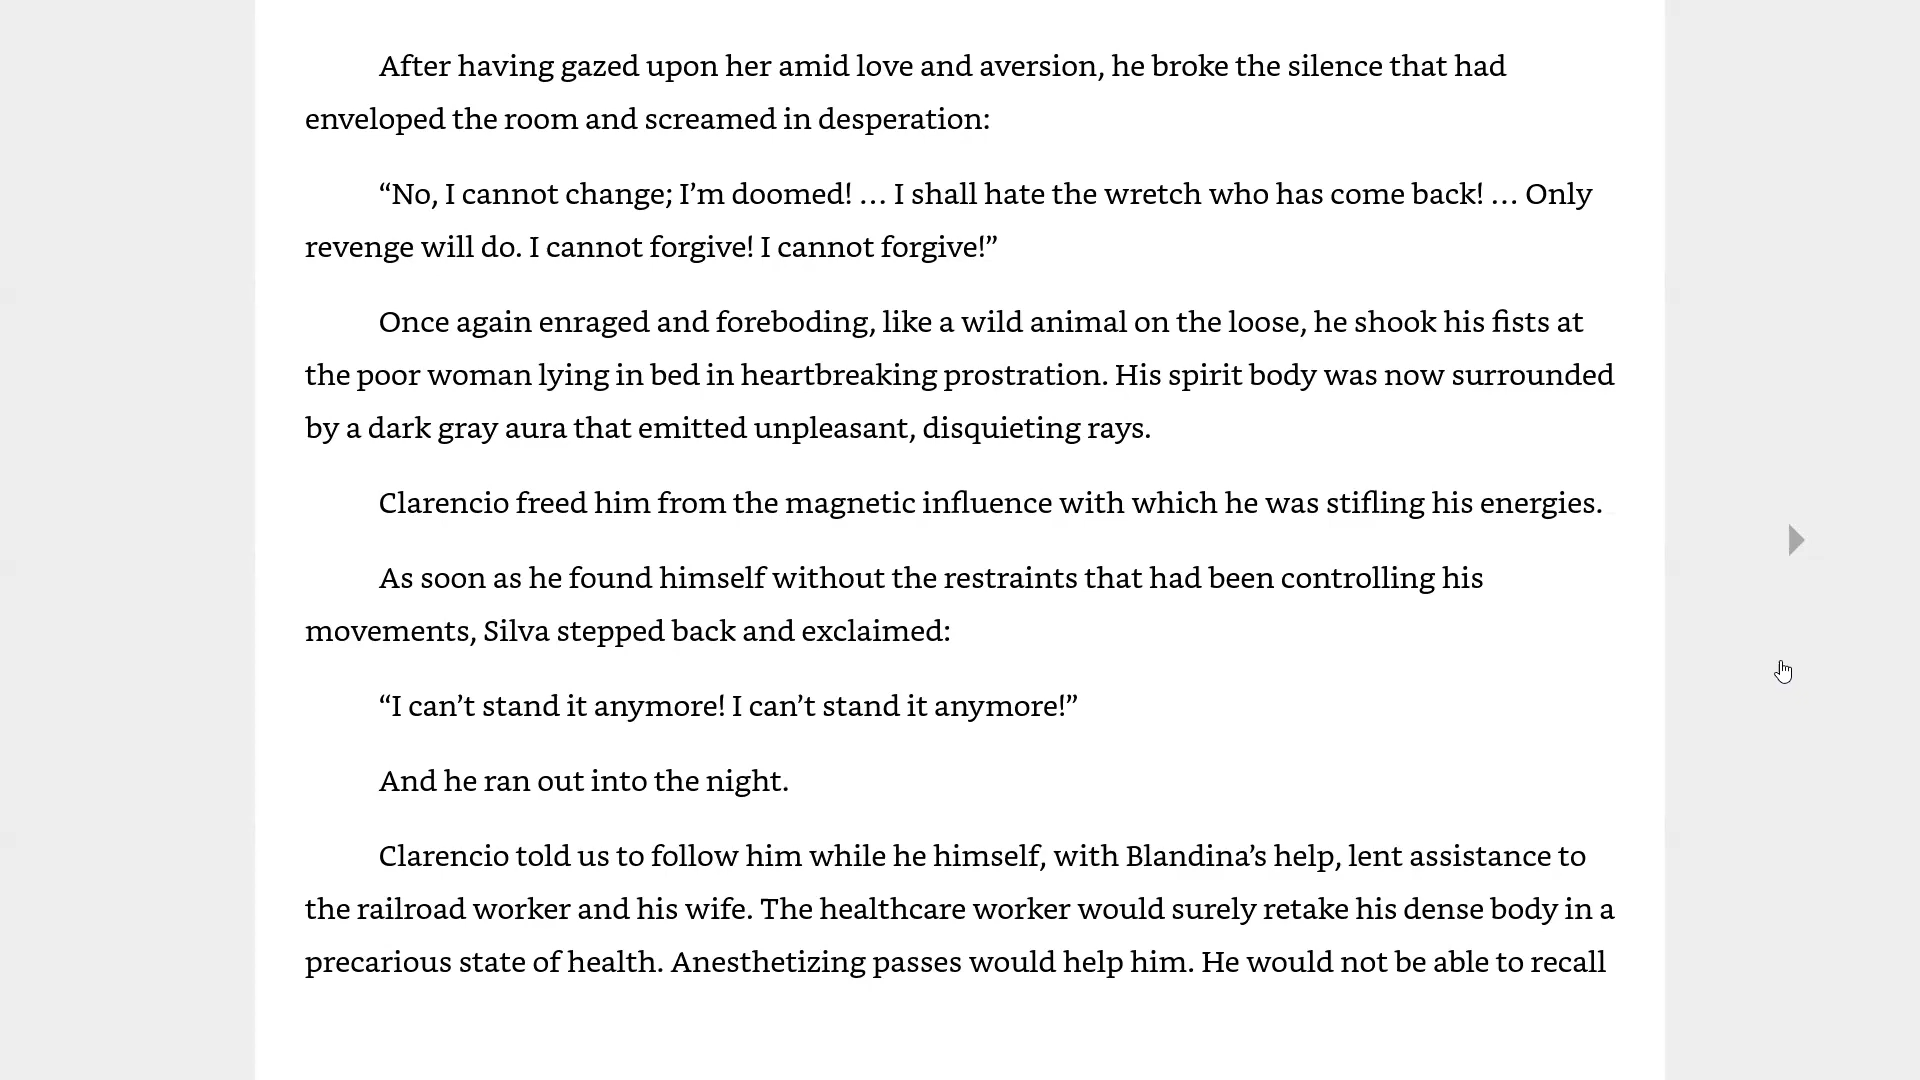 After having gazed upon her amid love and aversion, he broke the silence that had
enveloped the room and screamed in desperation:
“No, I cannot change; I’m doomed! … I shall hate the wretch who has come back! … Only
revenge will do. I cannot forgive! I cannot forgive!”
Once again enraged and foreboding, like a wild animal on the loose, he shook his fists at
the poor woman lying in bed in heartbreaking prostration. His spirit body was now surrounded
by a dark gray aura that emitted unpleasant, disquieting rays.
Clarencio freed him from the magnetic influence with which he was stifling his energies.
As soon as he found himself without the restraints that had been controlling his
movements, Silva stepped back and exclaimed:
“I can’t stand it anymore! I can’t stand it anymore!”
And he ran out into the night.
Clarencio told us to follow him while he himself, with Blandina’s help, lent assistance to
the railroad worker and his wife. The healthcare worker would surely retake his dense body in a
precarious state of health. Anesthetizing passes would help him. He would not be able to recall